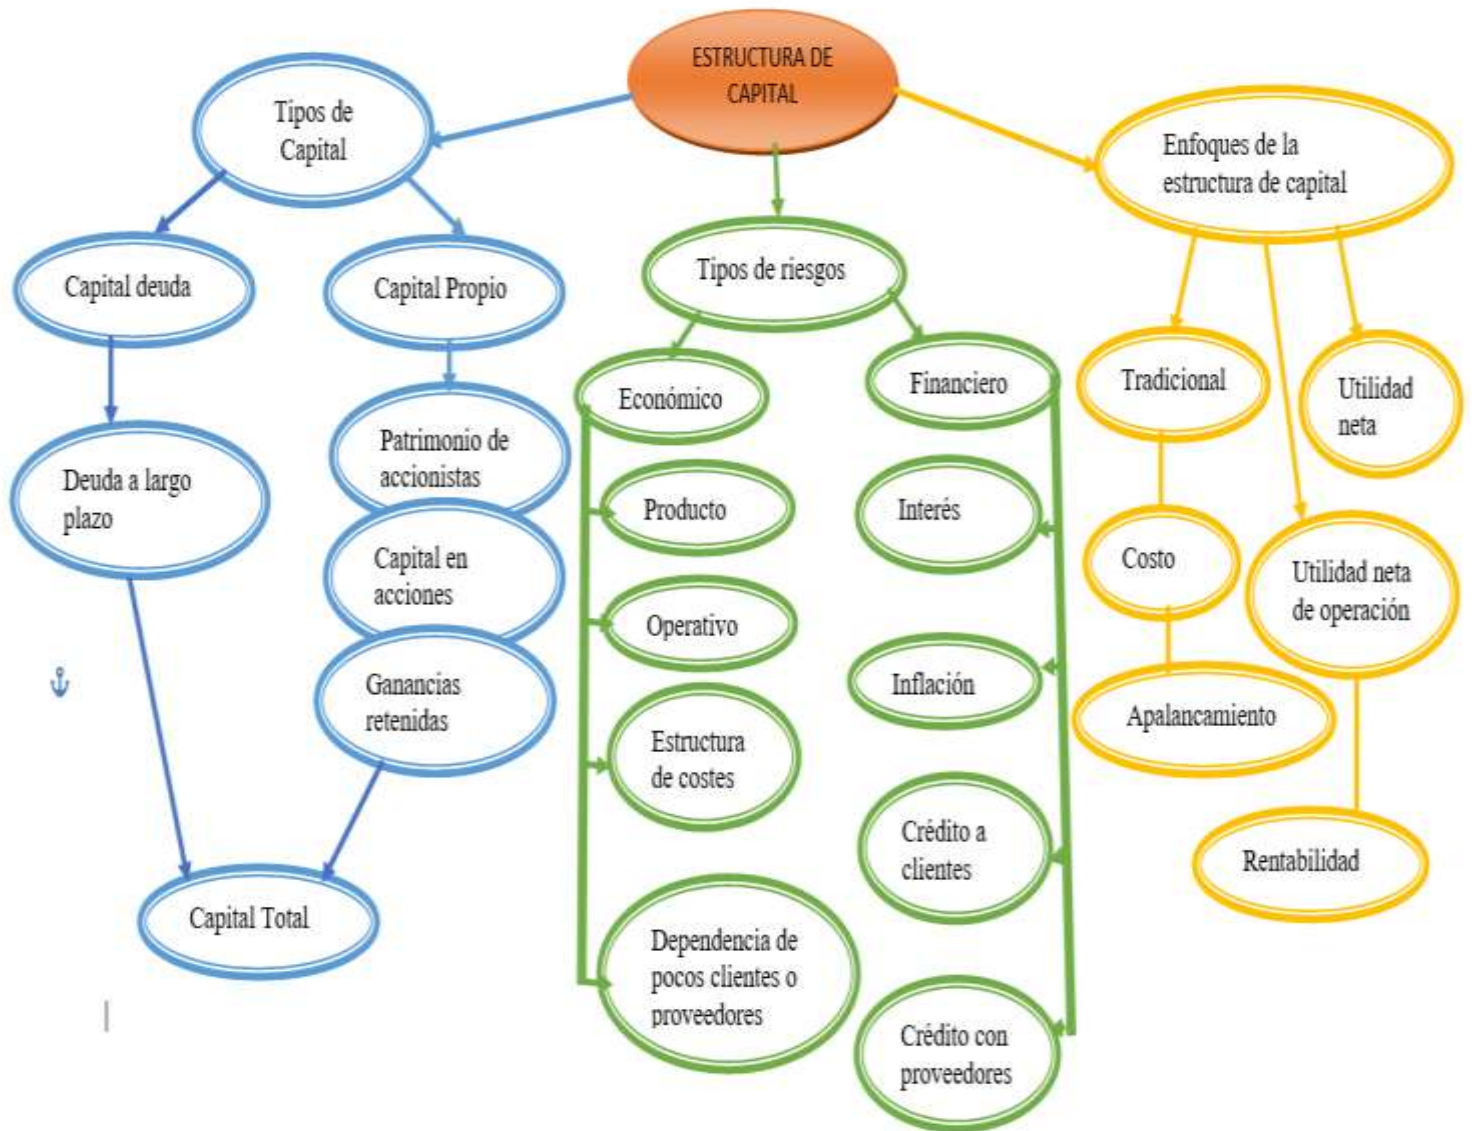 ESTRUCTURA DE
CAPITAL
Tipos de
Capital
Capital deuda
Capital Propio
Deuda a largo
plazo
Patrimonio de
accionistas
Capital en
acciones
Ganancias
retenidas
Capital Total
Tipos de riesgos
Económico
Producto
Operativo
Estructura
de costes
Dependencia de
pocos clientes o
proveedores
Financiero
Interés
Inflación
Crédito a
clientes
Crédito con
proveedores
Enfoques de la
estructura de capital
Tradicional
Costo
Apalancamiento
Utilidad
neta
Utilidad neta
de operación
Rentabilidad